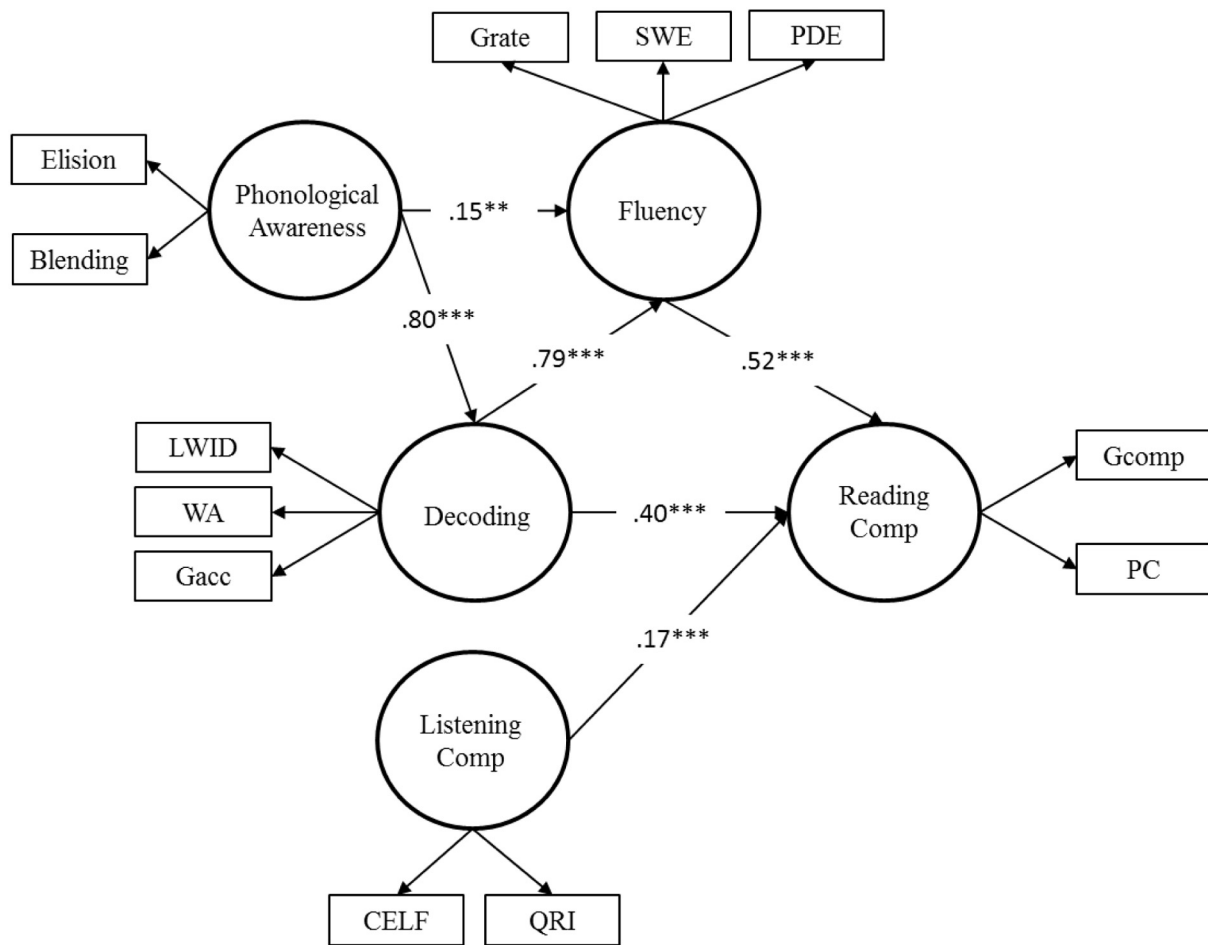 Grate
SWE
PDE
Elision
Blending
Phonological
Awareness
.15**
Fluency
.80***
.79***
.52***
LWID
WA
Gacc
Decoding
.40***
Reading
Comp
Gcomp
PC
.17***
Listening
Comp
CELF
QRI